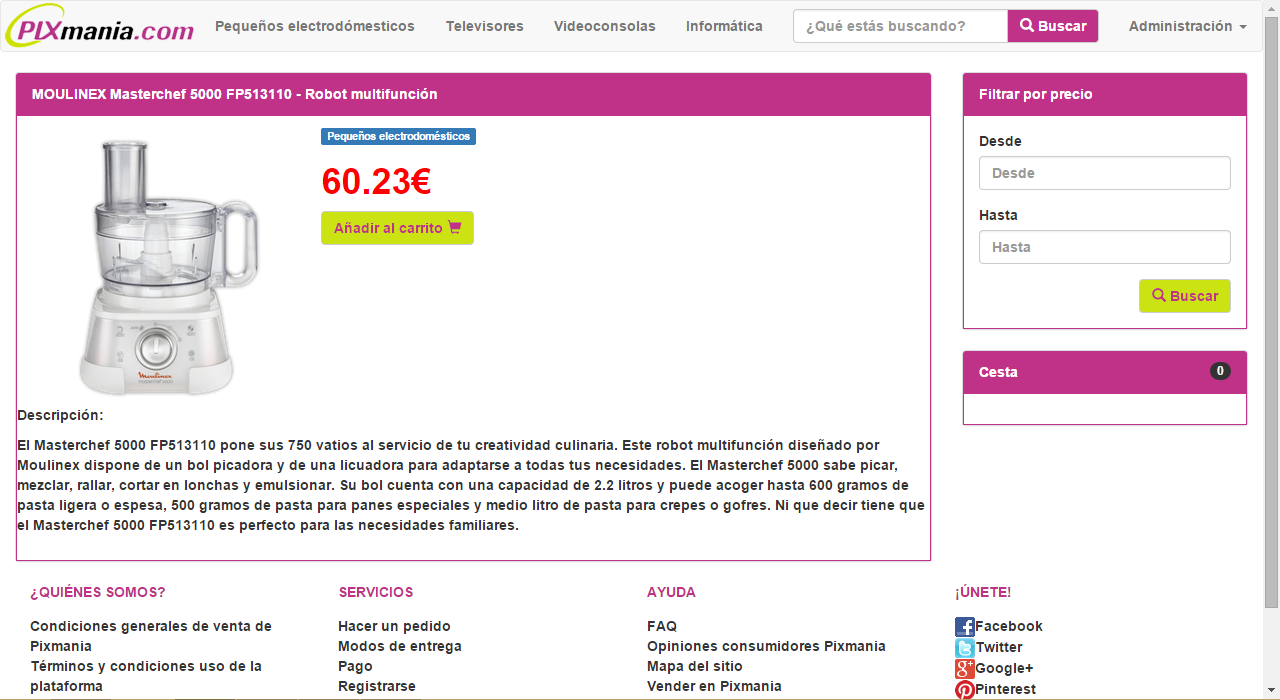 PIXmania.com
Pequeños electrodómesticos
Televisores
Videoconsolas
Informática
¿Qué estás buscando?
Buscar
Administración
MOULINEX Masterchef 5000 FP513110 - Robot multifunción
Pequeños electrodomésticos
60.23€
Añadir al carrito
Moulinex
masterchef 5000
Descripción:
El Masterchef 5000 FP513110 pone sus 750 vatios al servicio de tu creatividad culinaria. Este robot multifunción diseñado por
Moulinex dispone de un bol picadora y de una licuadora para adaptarse a todas tus necesidades. El Masterchef 5000 sabe picar,
mezclar, rallar, cortar en lonchas y emulsionar. Su bol cuenta con una capacidad de 2.2 litros y puede acoger hasta 600 gramos de
pasta ligera o espesa, 500 gramos de pasta para panes especiales y medio litro de pasta para crepes o gofres. Ni que decir tiene que
el Masterchef 5000 FP513110 es perfecto para las necesidades familiares.
Filtrar por precio
Desde
Desde
Hasta
Hasta
Buscar
Cesta
0
¿QUIÉNES SOMOS?
Condiciones generales de venta de
Pixmania
Términos y condiciones uso de la
plataforma
SERVICIOS
Hacer un pedido
Modos de entrega
Pago
Registrarse
AYUDA
FAQ
Opiniones consumidores Pixmania
Mapa del sitio
Vender en Pixmania
¡ÚNETE!
Facebook
Twitter
Google+
Pinterest